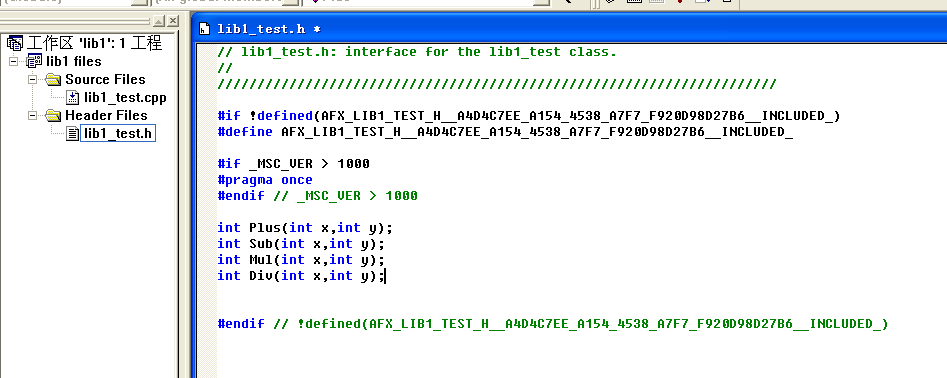 工作区 'lib1': 1 工程
lib1 files
Source Files
lib1_test.cpp
Header Files
lib1_test.h
lib1_test.h *
// lib1_test.h: interface for the lib1_test class.
//
//////////////////////////////////////////////////////////////////////
#if !defined(AFX_LIB1_TEST_H__A4D4C7EE_A154_4538_A7F7_F920D98D27B6__INCLUDED_)
#define AFX_LIB1_TEST_H__A4D4C7EE_A154_4538_A7F7_F920D98D27B6__INCLUDED_
#if _MSC_VER > 1000
#pragma once
#endif // _MSC_VER > 1000
int Plus(int x,int y);
int Sub(int x,int y);
int Mul(int x,int y);
int Div(int x,int y);
#endif // !defined(AFX_LIB1_TEST_H__A4D4C7EE_A154_4538_A7F7_F920D98D27B6__INCLUDED_)